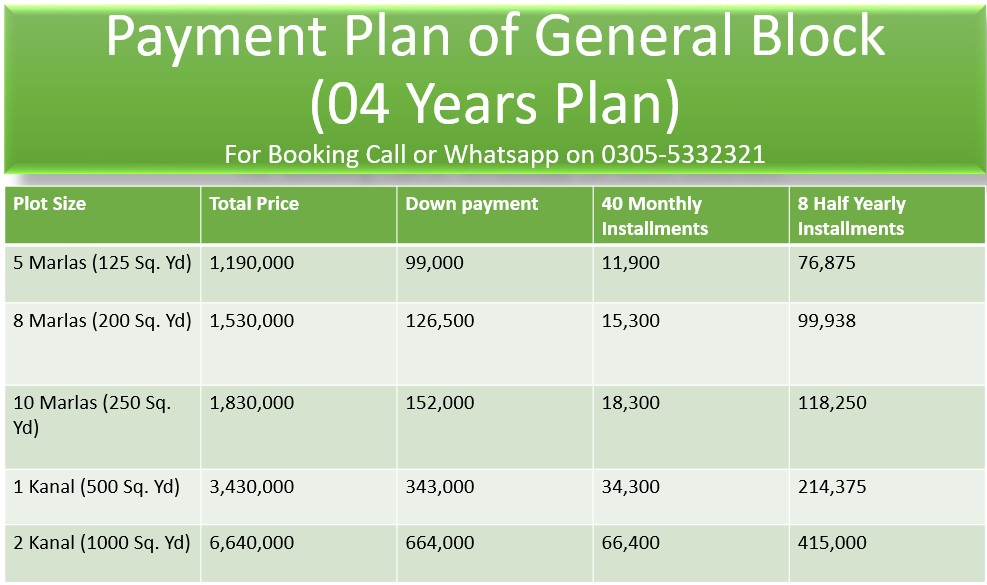 Payment Plan of General Block
(04 Years Plan)
For Booking Call or Whatsapp on 0305-5332321
Plot Size Total Price Down payment 40 Monthly Installments 8 Half Yearly Installments
5 Marlas (125 Sq. Yd) 1,190,000 99,000 11,900 76,875
8 Marlas (200 Sq. Yd) 1,530,000 126,500 15,300 99,938
10 Marlas (250 Sq. Yd) 1,830,000 152,000 18,300 118,250
1 Kanal (500 Sq. Yd) 3,430,000 343,000 34,300 214,375
2 Kanal (1000 Sq. Yd) 6,640,000 664,000 66,400 415,000